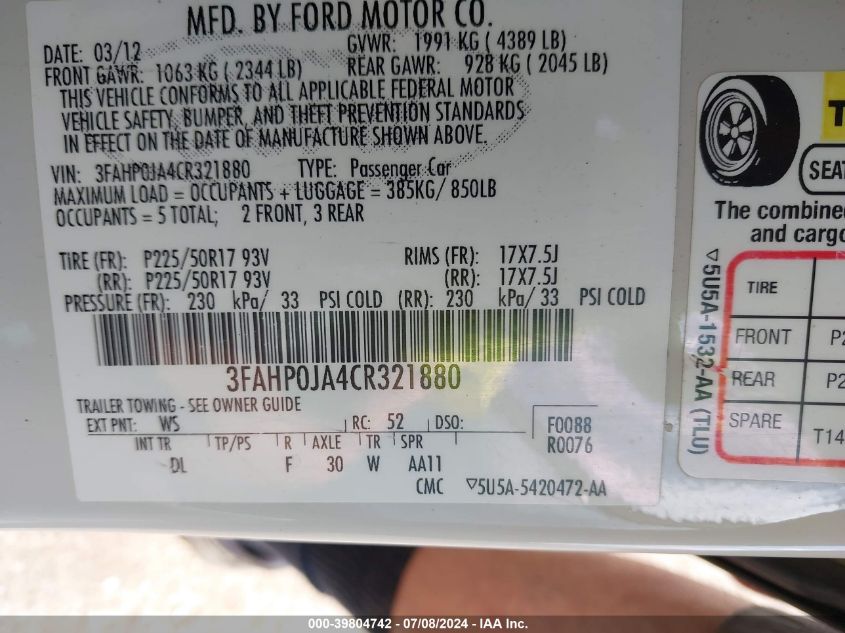 MFD. BY FORD MOTOR CO.
DATE: 03/12 GVWR: 1991 KG ( 4389 LB)
FRONT GAWR: 1063 KG ( 2344 LB) REAR GAWR: 928 KG ( 2045 LB)
THIS VEHICLE CONFORMS TO ALL APPLICABLE FEDERAL MOTOR
VEHICLE SAFETY, BUMPER, AND THEFT PREVENTION STANDARDS
IN EFFECT ON THE DATE OF MANUFACTURE SHOWN ABOVE.
VIN: 3FAHP0JA4CR321880 TYPE: Passenger Car
MAXIMUM LOAD = OCCUPANTS + LUGGAGE = 385KG/ 850LB
OCCUPANTS = 5 TOTAL; 2 FRONT, 3 REAR
TIRE (FR): P225/50R17 93V RIMS (FR): 17X7.5J
(RR): P225/50R17 93V (RR): 17X7.5J
PRESSURE (FR): 230 kPa/ 33 PSI COLD (RR): 230 kPa/ 33 PSI COLD
3FAHP0JA4CR321880
TRAILER TOWING - SEE OWNER GUIDE
EXT PNT: WS RC: 52 DSO: F0088
R0076
INT TR TP/PS R AXLE TR SPR
DL F 30 W AA11
CMC ▽5U5A-5420472-AA
T
SEAT
The combined
and cargo
▽5U5A-1532-AA (TLU)
TIRE
FRONT P2
REAR P2
SPARE T14
000-39804742 / 07/08/2024 - IAA Inc.